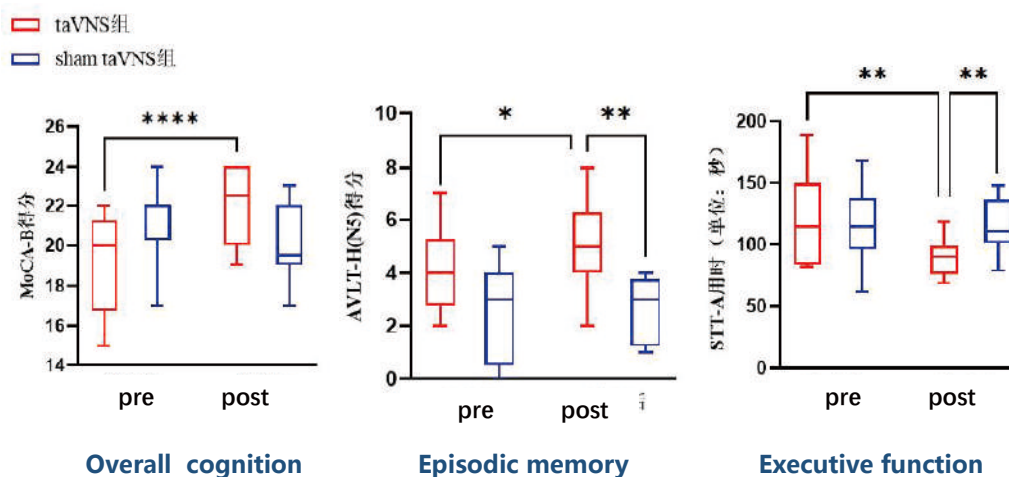 taVNS组
sham taVNS组
MoCA-B得分
26
24
22
20
18
16
14
****
pre
post
Overall cognition
AVLT-H(N5)得分
10
8
6
4
2
0
*
**
pre
post
Episodic memory
STT-A用时（单位：秒）
200
150
100
50
0
**
**
pre
post
Executive function